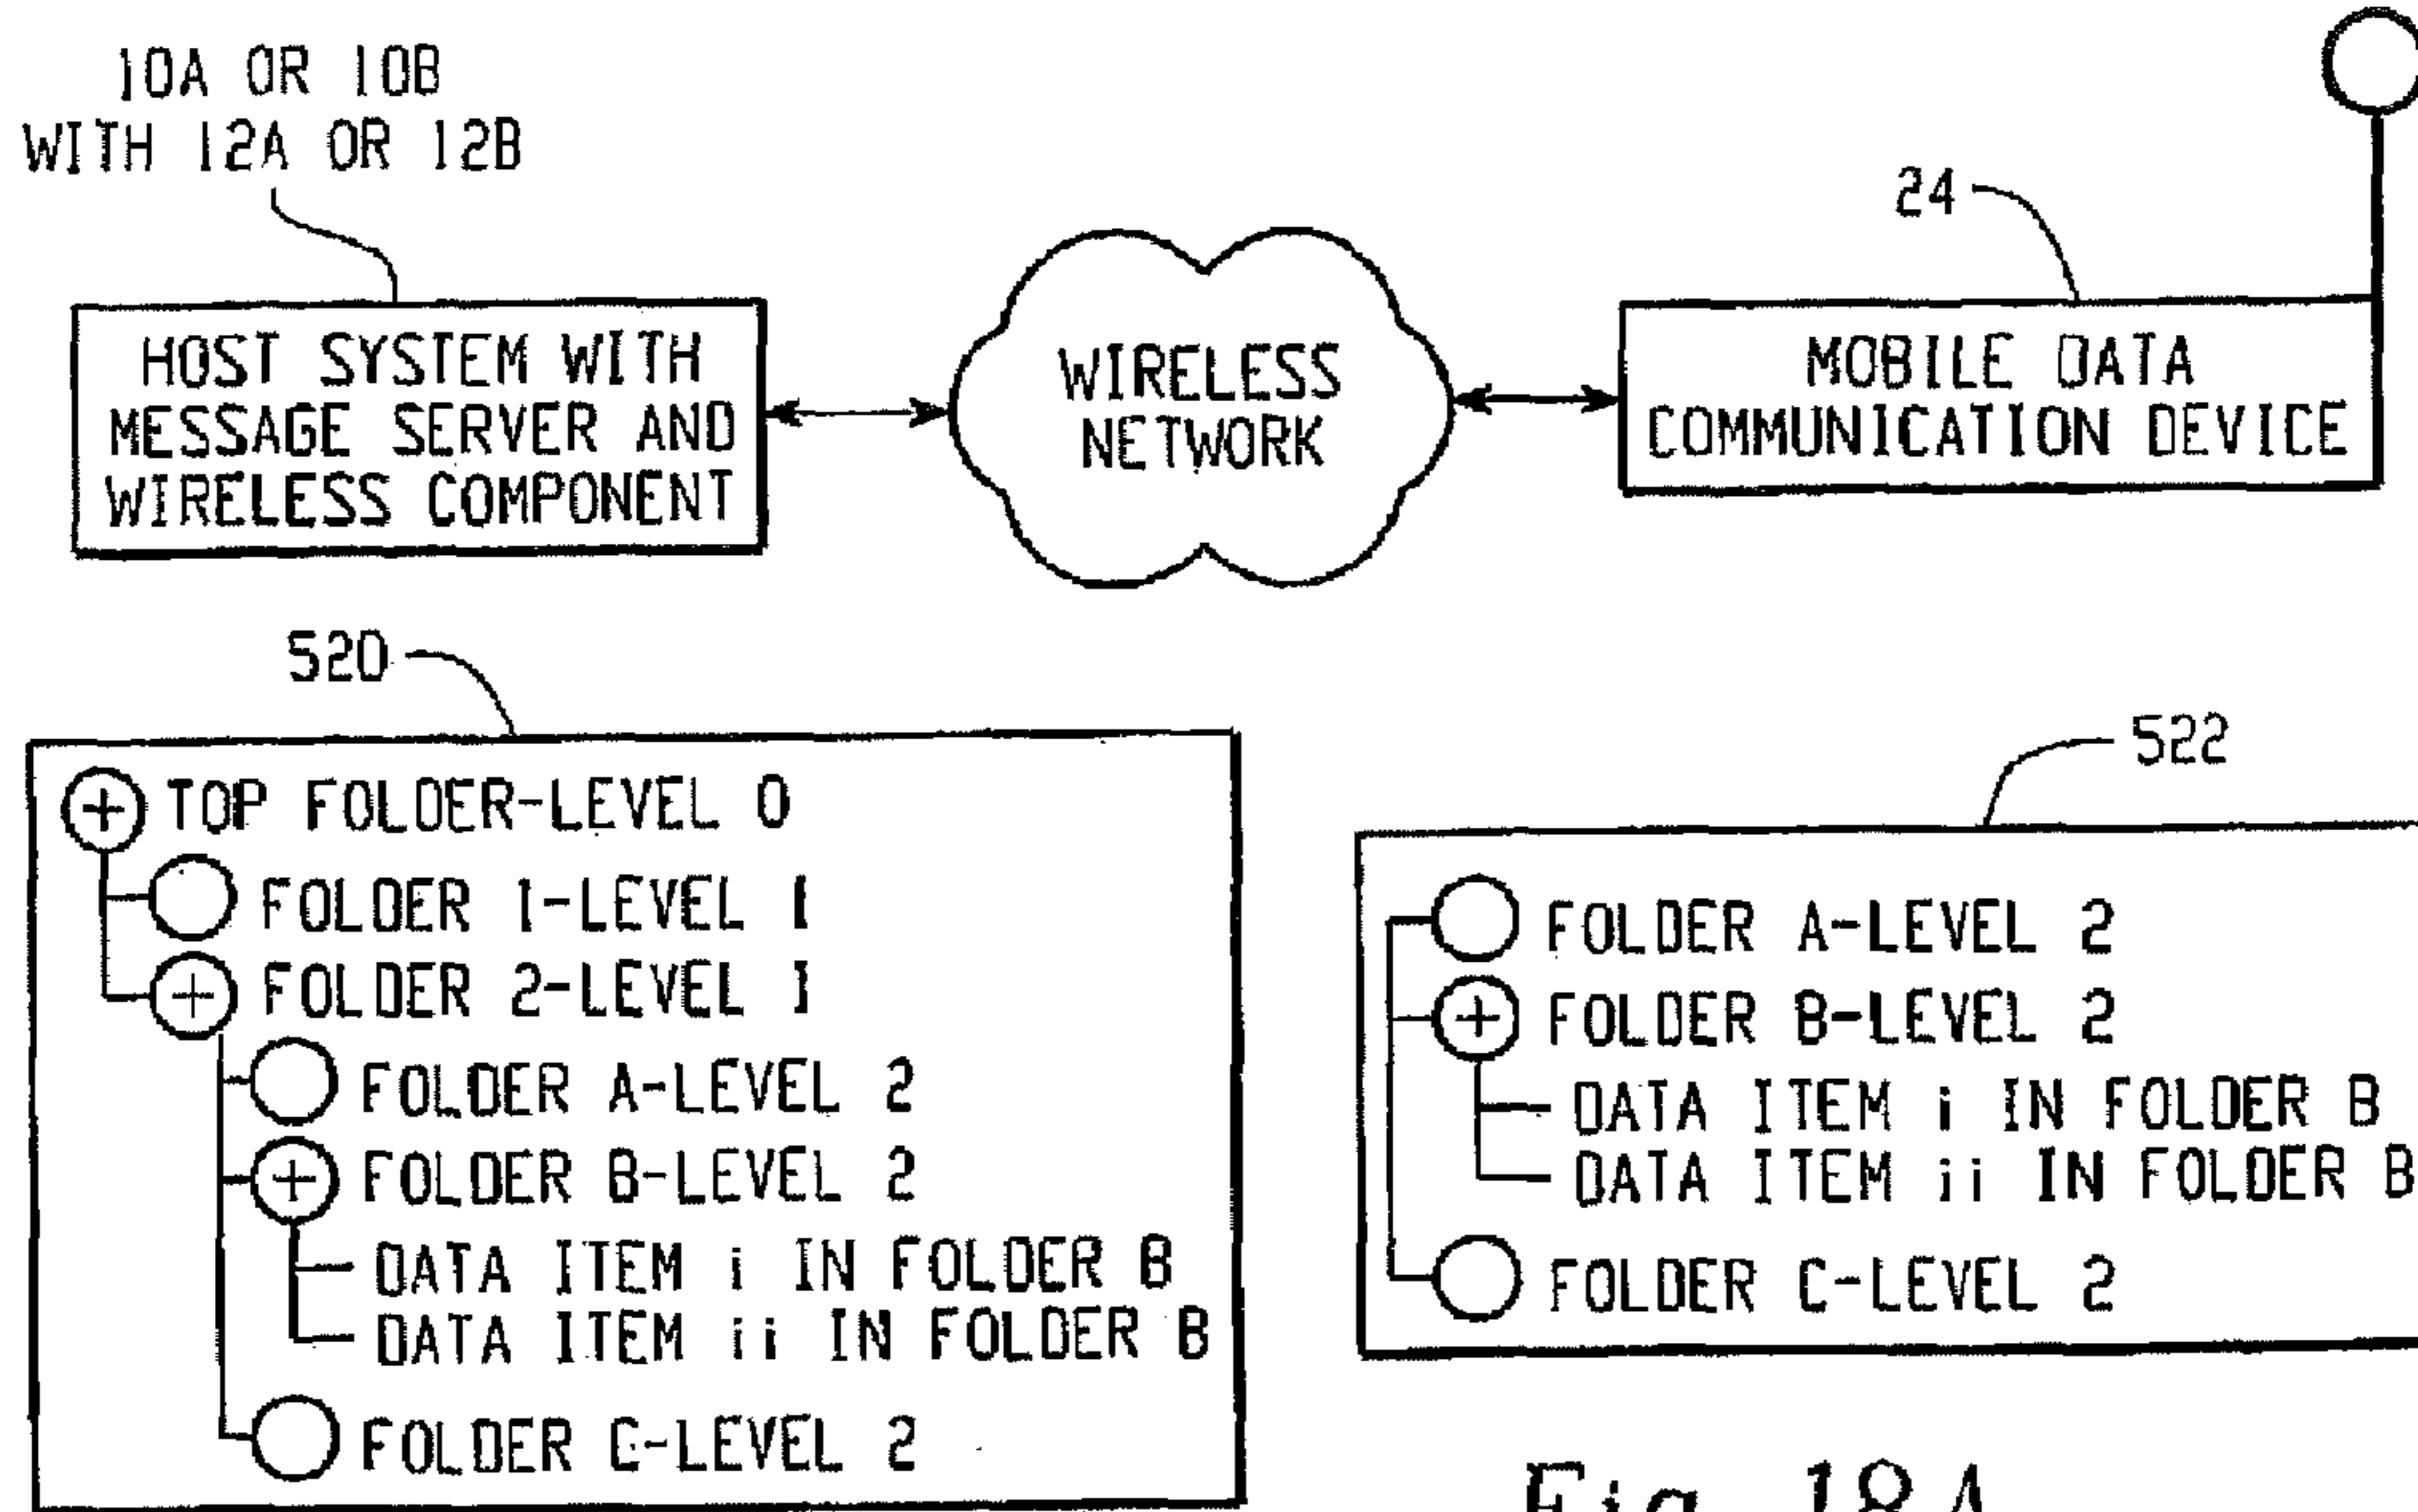 10A OR 10B
WITH 12A OR 12B
HOST SYSTEM WITH
MESSAGE SERVER AND
WIRELESS COMPONENT
WIRELESS
NETWORK
24
MOBILE DATA
COMMUNICATION DEVICE
520
TOP FOLDER-LEVEL 0
FOLDER 1-LEVEL 1
FOLDER 2-LEVEL 1
FOLDER A-LEVEL 2
FOLDER B-LEVEL 2
DATA ITEM i IN FOLDER B
DATA ITEM ii IN FOLDER B
FOLDER C-LEVEL 2
522
FOLDER A-LEVEL 2
FOLDER B-LEVEL 2
DATA ITEM i IN FOLDER B
DATA ITEM ii IN FOLDER B
FOLDER C-LEVEL 2
Fig. 18A